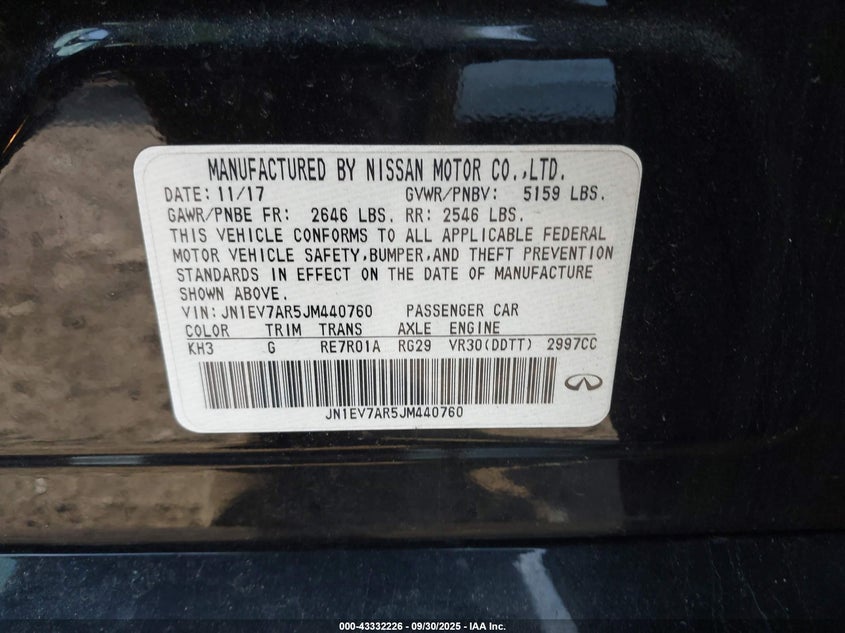 MANUFACTURED BY NISSAN MOTOR CO.,LTD.
DATE: 11/17 GVWR/PNBV: 5159 LBS.
GAWR/PNBE FR: 2646 LBS. RR: 2546 LBS.
THIS VEHICLE CONFORMS TO ALL APPLICABLE FEDERAL
MOTOR VEHICLE SAFETY,BUMPER,AND THEFT PREVENTION
STANDARDS IN EFFECT ON THE DATE OF MANUFACTURE
SHOWN ABOVE.
VIN: JN1EV7AR5JM440760 PASSENGER CAR
COLOR TRIM TRANS AXLE ENGINE
KH3 G RE7R01A RG29 VR30(DDTT) 2997CC
JN1EV7AR5JM440760
000-43332226 - 09/30/2025 - IAA Inc.